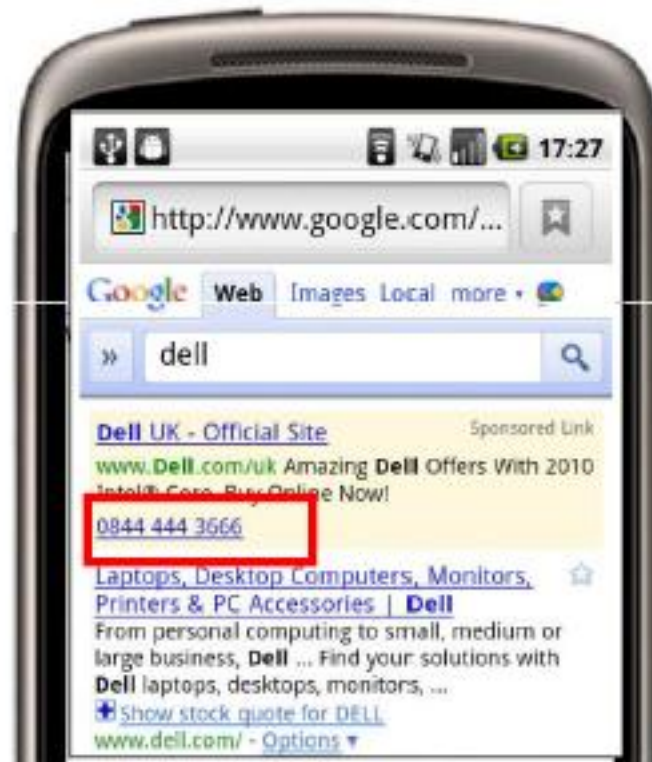 17:27
http://www.google.com/...
Google Web Images Local more
» dell
Dell UK - Official Site Sponsored Link
www.Dell.com/uk Amazing Dell Offers With 2010
Intel® Core. Buy Online Now!
0844 444 3666
Laptops, Desktop Computers, Monitors,
Printers & PC Accessories | Dell
From personal computing to small, medium or
large business, Dell ... Find your solutions with
Dell laptops, desktops, monitors, ...
Show stock quote for DELL
www.dell.com/ - Options ▾